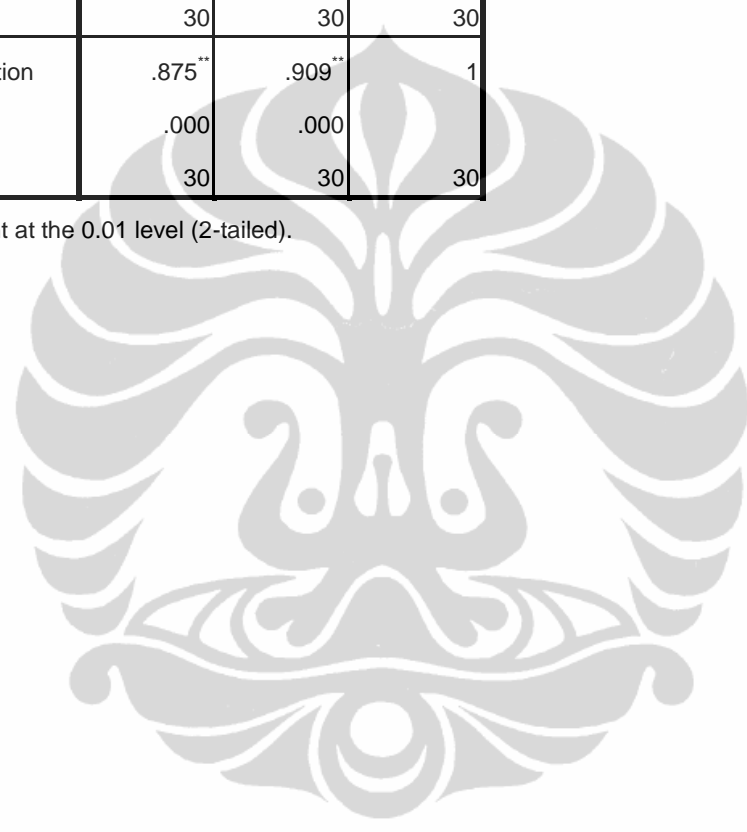 30 30 30
tion .875** .909** 1
.000 .000
30 30 30
t at the 0.01 level (2-tailed).